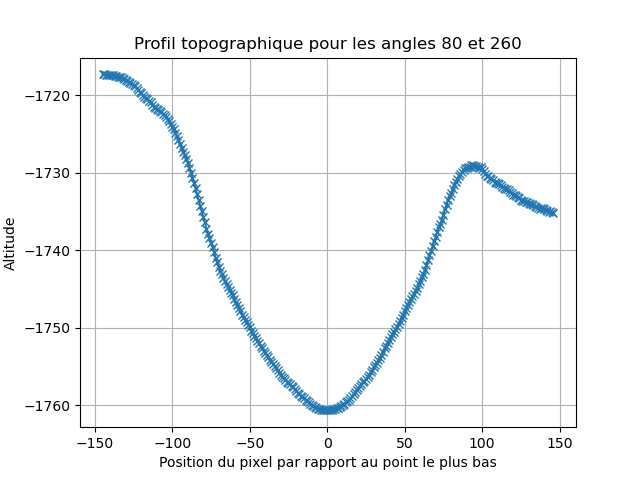 Profil topographique pour les angles 80 et 260
−1720
−1730
−1740
−1750
−1760
Altitude
−150 −100 −50 0 50 100 150
Position du pixel par rapport au point le plus bas